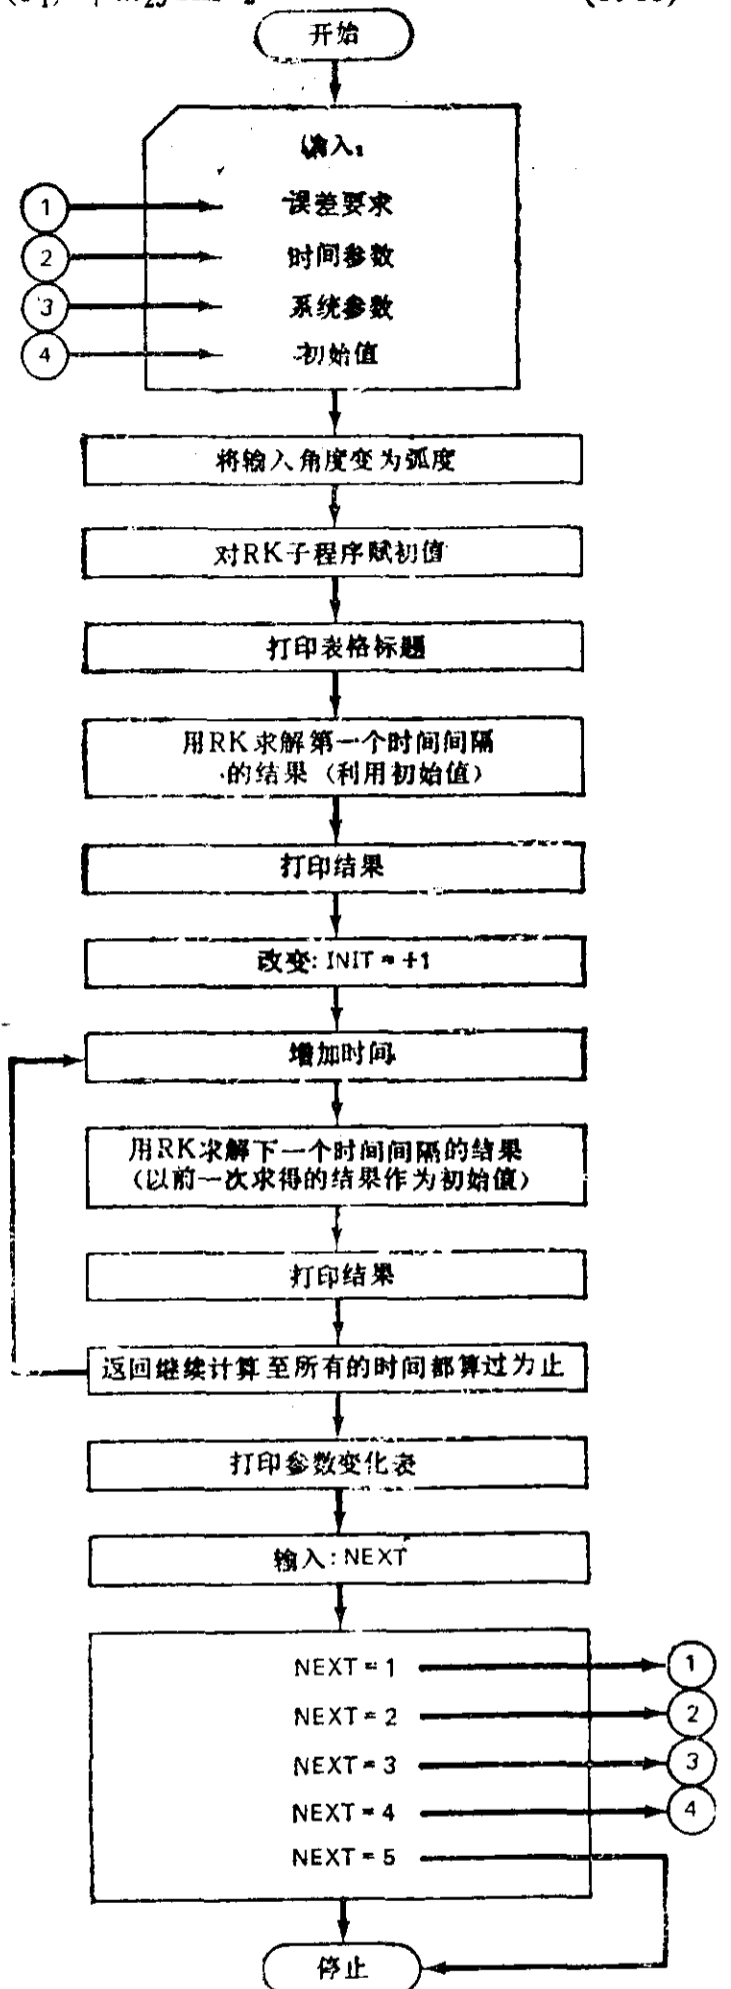 开始
输入:
1
误差要求
2
时间参数
3
系统参数
4
初始值
将输入角度变为弧度
对RK子程序赋初值
打印表格标题
用RK求解第一个时间间隔
的结果（利用初始值）
打印结果
改变: INIT = +1
增加时间
用RK求解下一个时间间隔的结果
（以前一次求得的结果作为初始值）
打印结果
返回继续计算至所有的时间都算过为止
打印参数变化表
输入: NEXT
NEXT = 1
1
NEXT = 2
2
NEXT = 3
3
NEXT = 4
4
NEXT = 5
停止